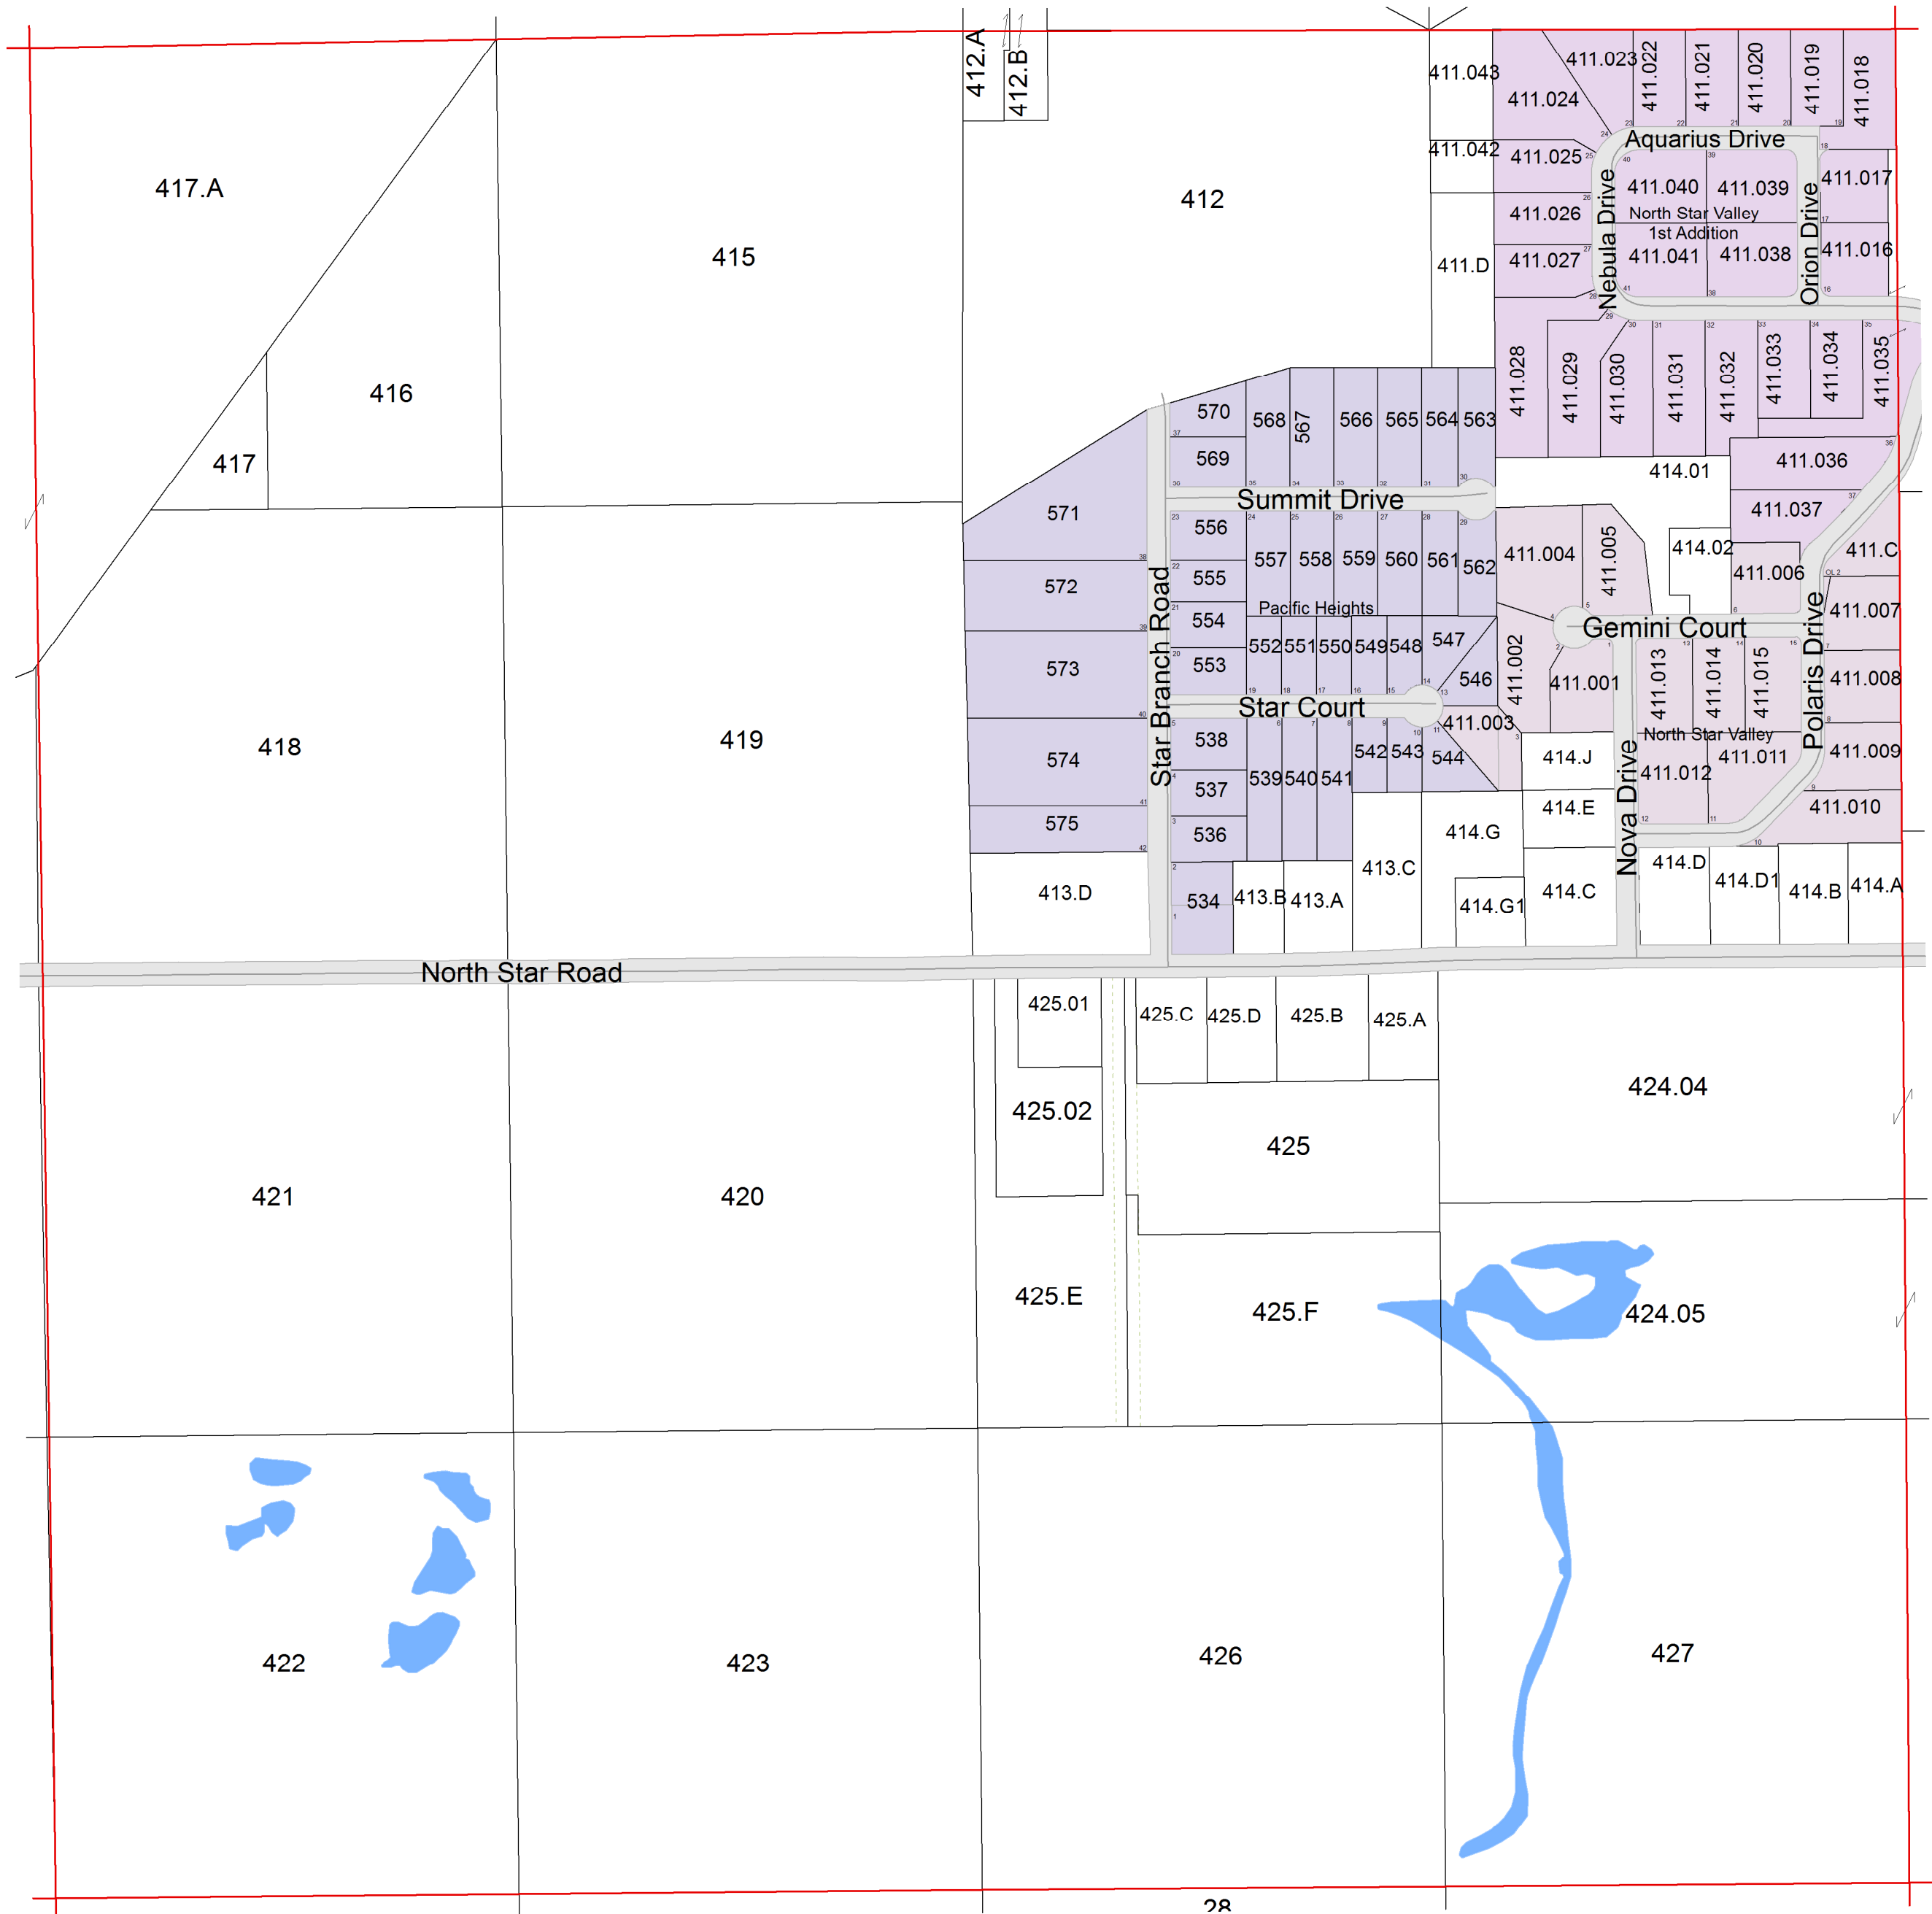 412.A
412.B
417.A
415
412
416
417
411.043
411.042
411.D
411.024
411.023
411.022
411.021
411.020
411.019
411.018
Aquarius Drive
411.025
411.026
411.027
Nebula Drive
411.040
411.039
North Star Valley
1st Addition
411.041
411.038
Orion Drive
411.017
411.016
411.028
411.029
411.030
411.031
411.032
411.033
411.034
411.035
411.036
411.037
414.01
414.02
570
569
568
567
566
565
564
563
Summit Drive
571
572
573
574
575
413.D
Star Branch Road
556
555
554
553
557
558
559
560
561
562
Pacific Heights
552
551
550
549
548
547
546
Star Court
538
537
536
534
539
540
541
542
543
544
411.003
411.004
411.005
411.006
411.C
OL 2
411.007
Gemini Court
411.002
411.001
411.013
411.014
411.015
Polaris Drive
411.008
411.009
411.010
North Star Valley
411.012
411.011
Nova Drive
414.J
414.E
414.G
414.G1
414.C
413.C
413.B
413.A
414.D
414.D1
414.B
414.A
418
419
North Star Road
425.01
425.02
425.C
425.D
425.B
425.A
424.04
425
421
420
425.E
425.F
424.05
422
423
426
427
28